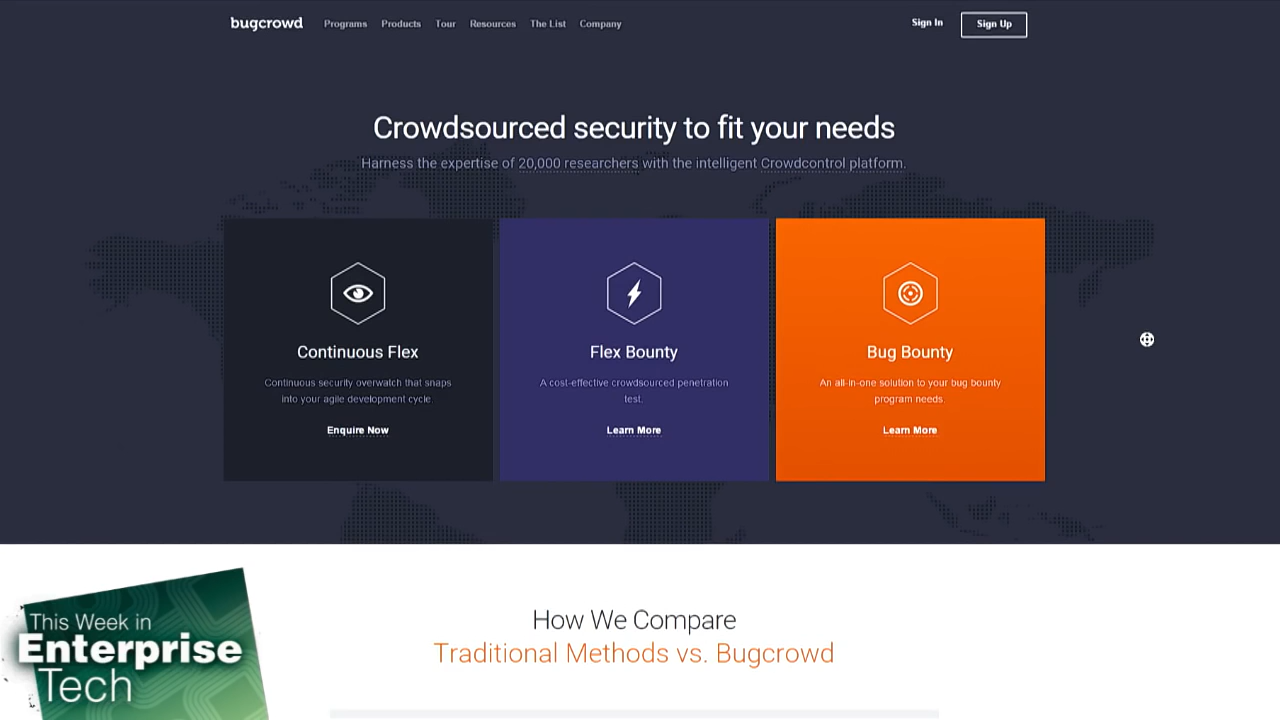 bugcrowd Programs Products Tour Resources The List Company Sign In Sign Up
Crowdsourced security to fit your needs
Harness the expertise of 20,000 researchers with the intelligent Crowdcontrol platform.
Continuous Flex
Continuous security overwatch that snaps
into your agile development cycle.
Enquire Now
Flex Bounty
A cost-effective crowdsourced penetration
test.
Learn More
Bug Bounty
An all-in-one solution to your bug bounty
program needs.
Learn More
How We Compare
Traditional Methods vs. Bugcrowd
This Week in
Enterprise
Tech